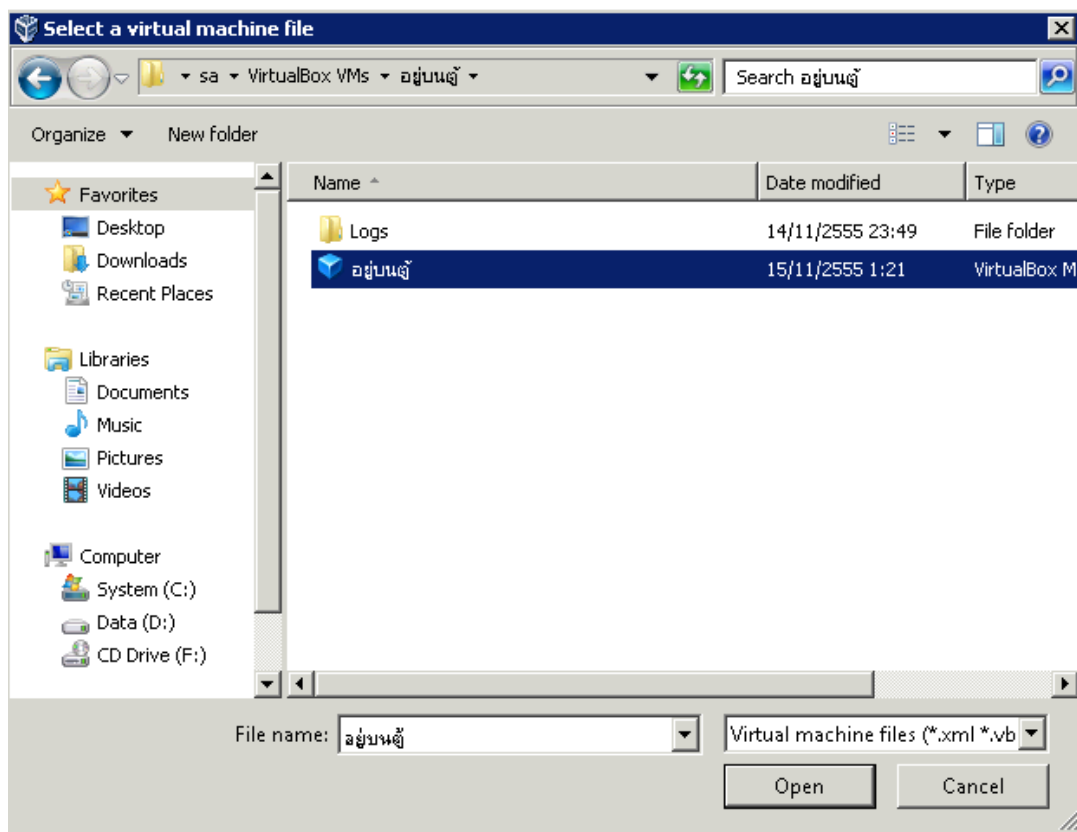 Select a virtual machine file
sa VirtualBox VMs อยู่บนตู้
Search อยู่บนตู้
Organize New folder
Favorites
Desktop
Downloads
Recent Places
Libraries
Documents
Music
Pictures
Videos
Computer
System (C:)
Data (D:)
CD Drive (F:)
Name Date modified Type
Logs 14/11/2555 23:49 File folder
อยู่บนตู้ 15/11/2555 1:21 VirtualBox M
File name: อยู่บนตู้
Virtual machine files (*.xml *.vb
Open Cancel